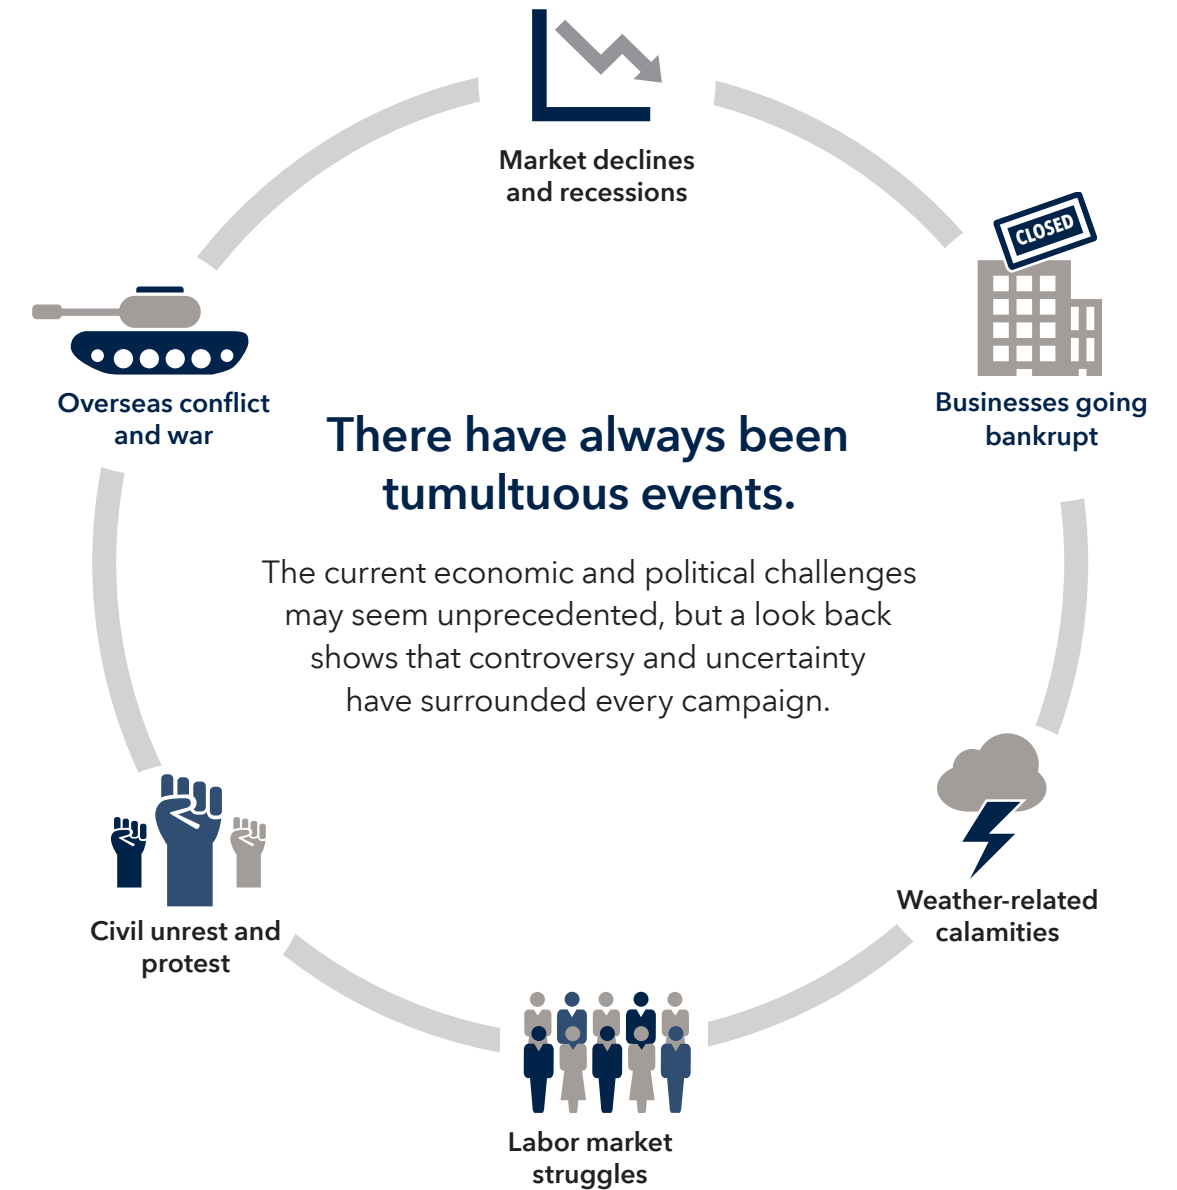 Market declines
and recessions
CLOSED
Businesses going
bankrupt
Overseas conflict
and war
There have always been
tumultuous events.
The current economic and political challenges
may seem unprecedented, but a look back
shows that controversy and uncertainty
have surrounded every campaign.
Weather-related
calamities
Civil unrest and
protest
Labor market
struggles